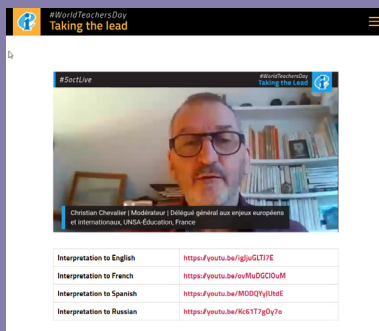 #WorldTeachersDay
Taking the lead
#5octLive
#WorldTeachersDay
Taking the Lead
Christian Chevalier | Modérateur | Délégué général aux enjeux européens
et internationaux, UNSA-Éducation, France
Interpretation to English https://youtu.be/igljuGLTJ7E
Interpretation to French https://youtu.be/ovMuDGClOuM
Interpretation to Spanish https://youtu.be/MODQYylUtdE
Interpretation to Russian https://youtu.be/Kc61T7gOy7o